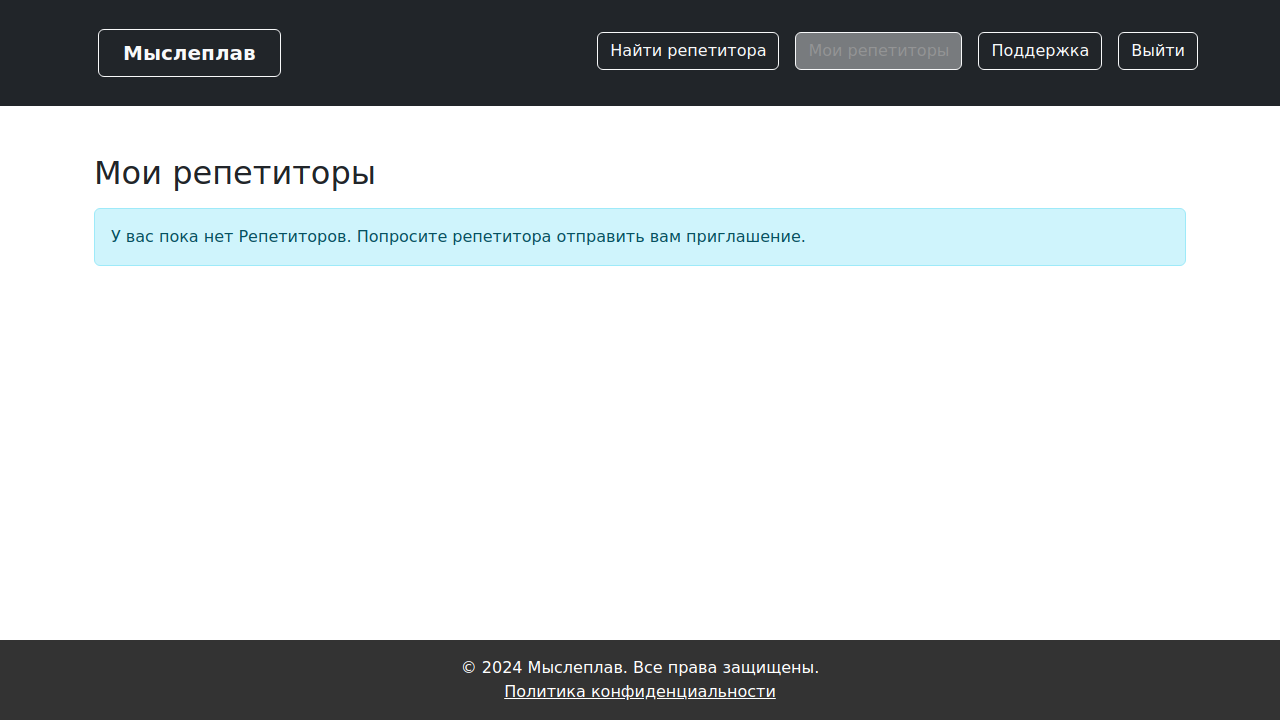 Мыслеплав
Найти репетитора
Мои репетиторы
Поддержка
Выйти
Мои репетиторы
У вас пока нет Репетиторов. Попросите репетитора отправить вам приглашение.
© 2024 Мыслеплав. Все права защищены.
Политика конфиденциальности